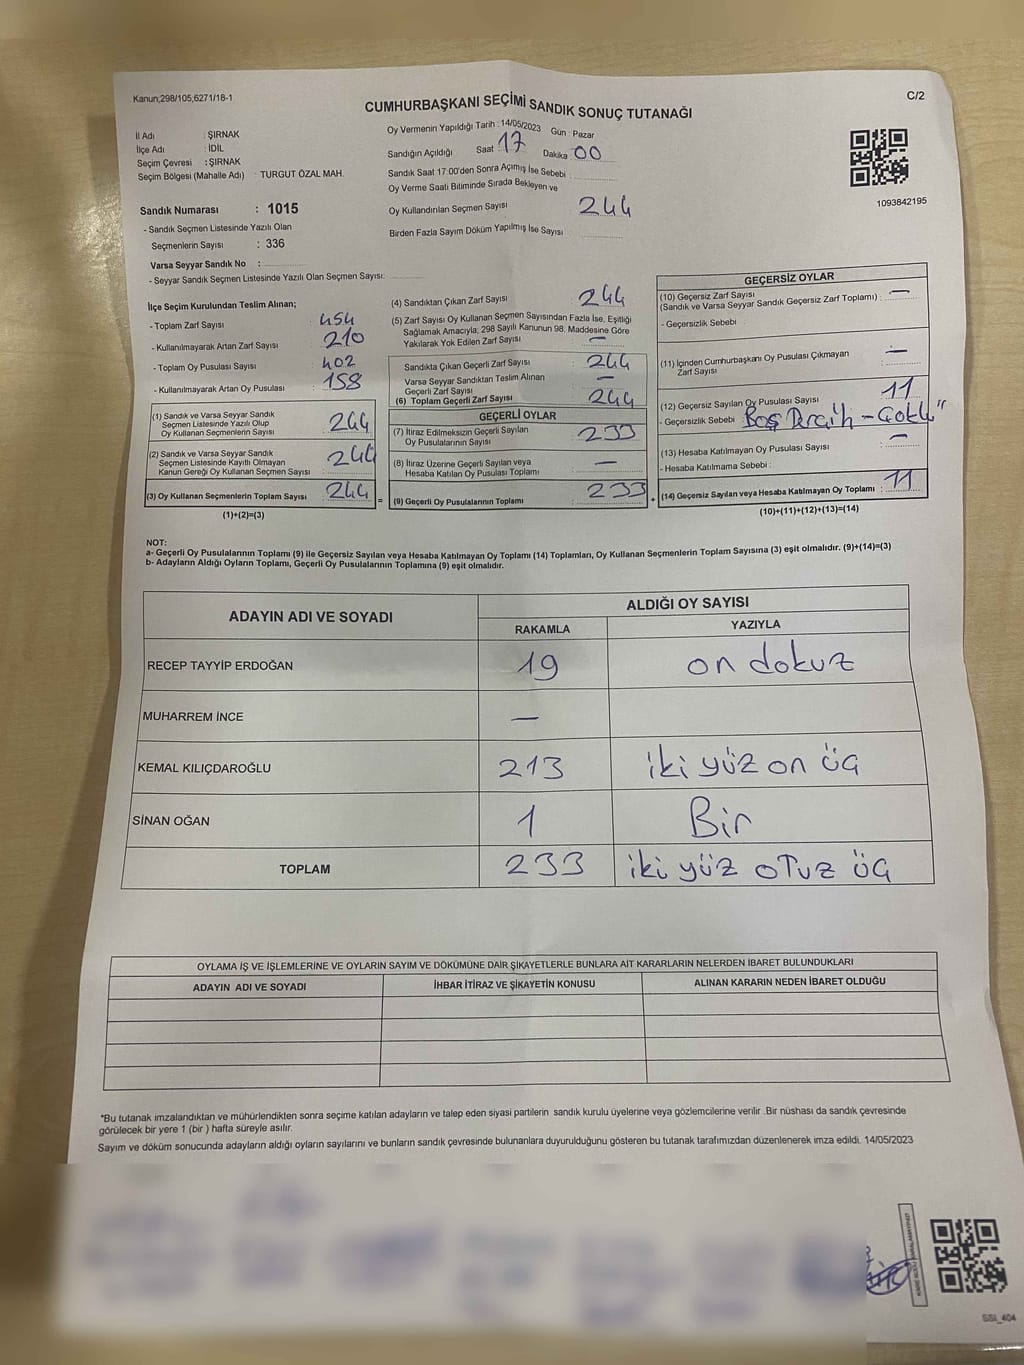 Kanun;298/105,6271/18-1
C/2
CUMHURBAŞKANI SEÇİMİ SANDIK SONUÇ TUTANAĞI
İl Adı : ŞIRNAK
İlçe Adı : İDİL
Seçim Çevresi : ŞIRNAK
Seçim Bölgesi (Mahalle Adı) : TURGUT ÖZAL MAH.
Oy Vermenin Yapıldığı Tarih : 14/05/2023 Gün : Pazar
Sandığın Açıldığı Saat 17 Dakika 00
Sandık Saat 17:00'den Sonra Açımış İse Sebebi :
Oy Verme Saati Bitiminde Sırada Bekleyen ve
Oy Kullandırılan Seçmen Sayısı 244
Birden Fazla Sayım Döküm Yapılmış İse Sayısı
1093842195
Sandık Numarası : 1015
- Sandık Seçmen Listesinde Yazılı Olan
Seçmenlerin Sayısı : 336
Varsa Seyyar Sandık No :
- Seyyar Sandık Seçmen Listesinde Yazılı Olan Seçmen Sayısı:
İlçe Seçim Kurulundan Teslim Alınan;
- Toplam Zarf Sayısı : 454
- Kullanılmayarak Artan Zarf Sayısı : 210
- Toplam Oy Pusulası Sayısı : 402
- Kullanılmayarak Artan Oy Pusulası : 158
(1) Sandık ve Varsa Seyyar Sandık
Seçmen Listesinde Yazılı Olup
Oy Kullanan Seçmenlerin Sayısı : 244
(2) Sandık ve Varsa Seyyar Sandık
Seçmen Listesinde Kayıtlı Olmayan
Kanun Gereği Oy Kullanan Seçmen Sayısı : 244
(3) Oy Kullanan Seçmenlerin Toplam Sayısı : 244
(1)+(2)=(3)
(4) Sandıktan Çıkan Zarf Sayısı 244
(5) Zarf Sayısı Oy Kullanan Seçmen Sayısından Fazla İse, Eşitliği
Sağlamak Amacıyla; 298 Sayılı Kanunun 98. Maddesine Göre
Yakılarak Yok Edilen Zarf Sayısı : —
Sandıkta Çıkan Geçerli Zarf Sayısı : 244
Varsa Seyyar Sandıktan Teslim Alınan
Geçerli Zarf Sayısı : —
(6) Toplam Geçerli Zarf Sayısı : 244
GEÇERLİ OYLAR
(7) İtiraz Edilmeksizin Geçerli Sayılan
Oy Pusulalarının Sayısı : 233
(8) İtiraz Üzerine Geçerli Sayılan veya
Hesaba Katılan Oy Pusulası Toplamı : —
= (9) Geçerli Oy Pusulalarının Toplamı : 233
GEÇERSİZ OYLAR
(10) Geçersiz Zarf Sayısı
(Sandık ve Varsa Seyyar Sandık Geçersiz Zarf Toplamı) : —
- Geçersizlik Sebebi :
(11) İçinden Cumhurbaşkanı Oy Pusulası Çıkmayan
Zarf Sayısı : —
(12) Geçersiz Sayılan Oy Pusulası Sayısı : 11
- Geçersizlik Sebebi : Boş Tercih -
(13) Hesaba Katılmayan Oy Pusulası Sayısı : —
- Hesaba Katılmama Sebebi :
+ (14) Geçersiz Sayılan veya Hesaba Katılmayan Oy Toplamı : 11
(10)+(11)+(12)+(13)=(14)
NOT:
a- Geçerli Oy Pusulalarının Toplamı (9) ile Geçersiz Sayılan veya Hesaba Katılmayan Oy Toplamı (14) Toplamları, Oy Kullanan Seçmenlerin Toplam Sayısına (3) eşit olmalıdır. (9)+(14)=(3)
b- Adayların Aldığı Oyların Toplamı, Geçerli Oy Pusulalarının Toplamına (9) eşit olmalıdır.
ADAYIN ADI VE SOYADI ALDIĞI OY SAYISI
RAKAMLA YAZIYLA
RECEP TAYYİP ERDOĞAN 19 on dokuz
MUHARREM İNCE —
KEMAL KILIÇDAROĞLU 213 iki yüz on üç
SİNAN OĞAN 1 Bir
TOPLAM 233 iki yüz oTuz üç
OYLAMA İŞ VE İŞLEMLERİNE VE OYLARIN SAYIM VE DÖKÜMÜNE DAİR ŞİKAYETLERLE BUNLARA AİT KARARLARIN NELERDEN İBARET BULUNDUKLARI
ADAYIN ADI VE SOYADI İHBAR İTİRAZ VE ŞİKAYETİN KONUSU ALINAN KARARIN NEDEN İBARET OLDUĞU
*Bu tutanak imzalandıktan ve mühürlendikten sonra seçime katılan adayların ve talep eden siyasi partilerin sandık kurulu üyelerine veya gözlemcilerine verilir .Bir nüshası da sandık çevresinde
görülecek bir yere 1 (bir ) hafta süreyle asılır.
Sayım ve döküm sonucunda adayların aldığı oyların sayılarını ve bunların sandık çevresinde bulunanlara duyurulduğunu gösteren bu tutanak tarafımızdan düzenlenerek imza edildi. 14/05/2023
SSI_404